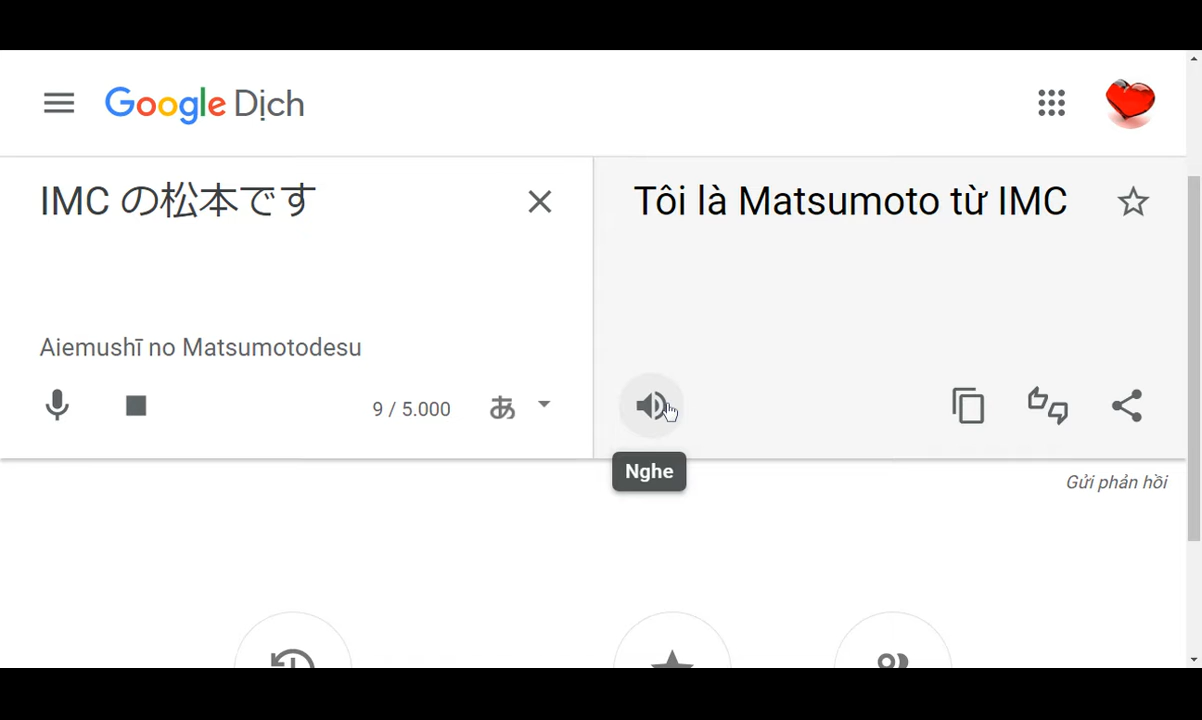 Google Dịch
IMC の松本です
Tôi là Matsumoto từ IMC
Aiemushī no Matsumotodesu
9 / 5.000
あ
Nghe
Gửi phản hồi